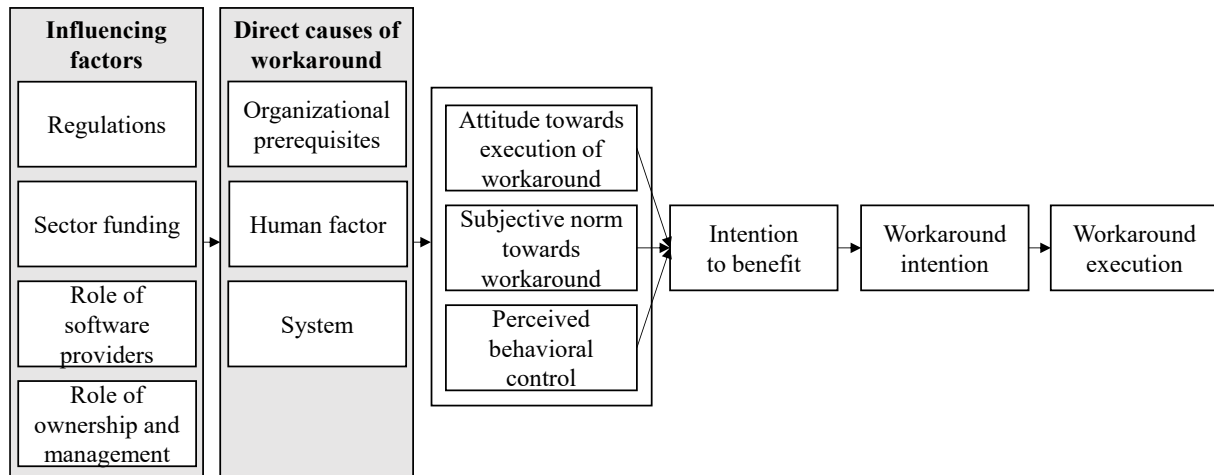 Influencing
factors
Regulations
Sector funding
Role of
software
providers
Role of
ownership and
management
Direct causes of
workaround
Organizational
prerequisites
Human factor
System
Attitude towards
execution of
workaround
Subjective norm
towards
workaround
Perceived
behavioral
control
Intention
to benefit
Workaround
intention
Workaround
execution